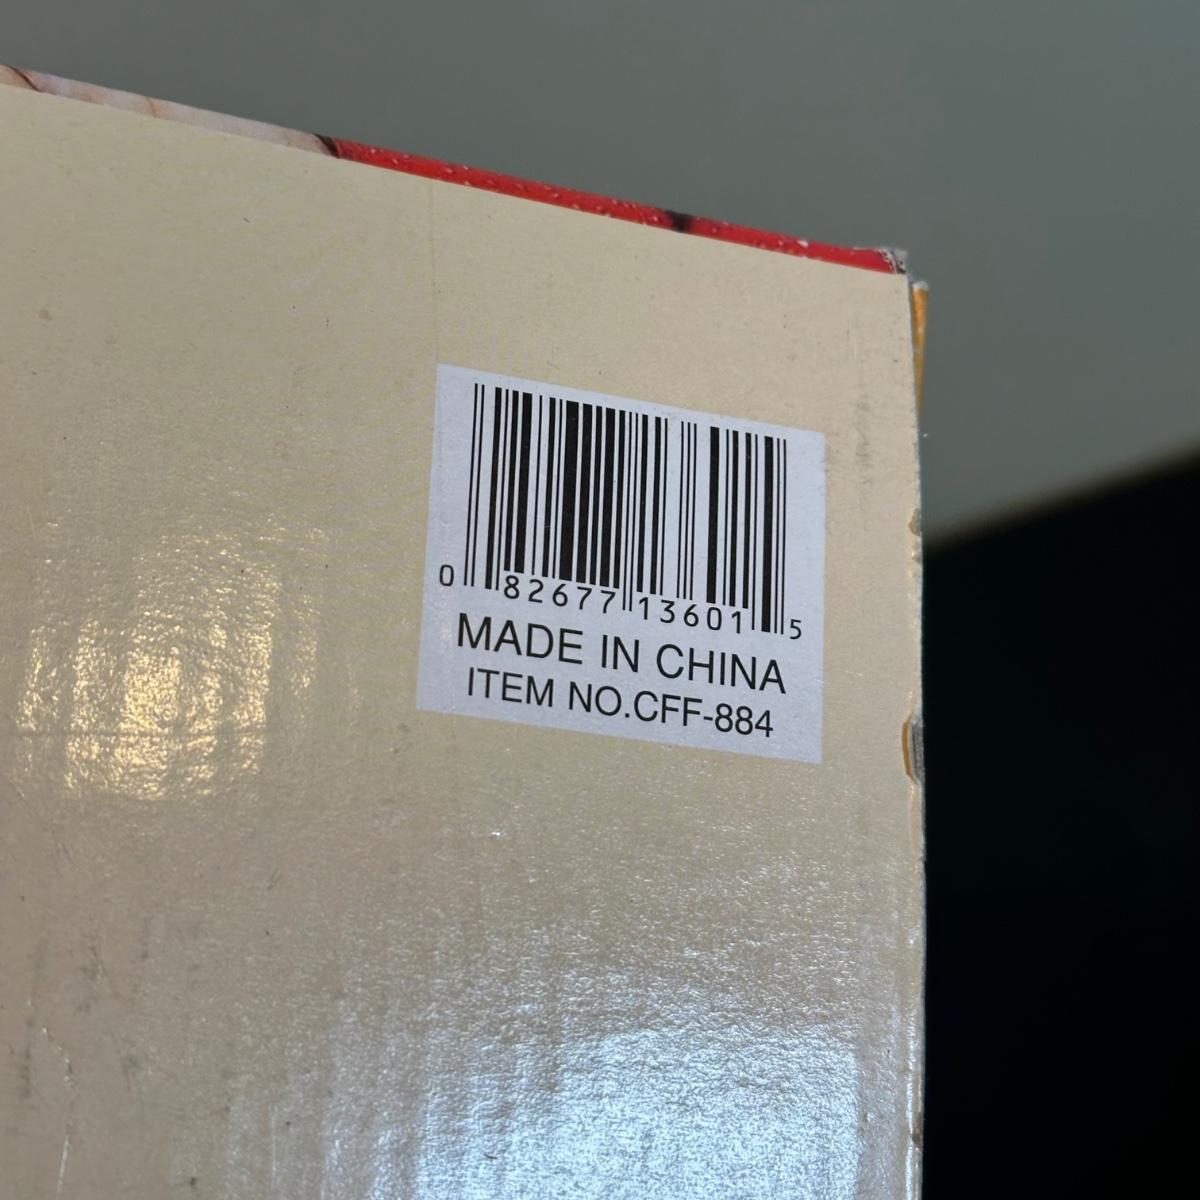 0 82677 13601 5
MADE IN CHINA
ITEM NO.CFF-884